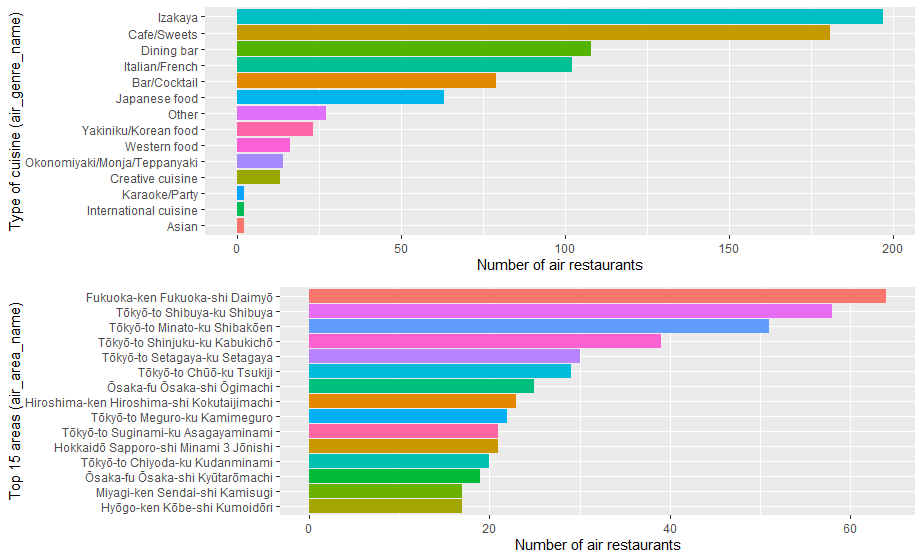 Type of cuisine (air_genre_name)
Izakaya
Cafe/Sweets
Dining bar
Italian/French
Bar/Cocktail
Japanese food
Other
Yakiniku/Korean food
Western food
Okonomiyaki/Monja/Teppanyaki
Creative cuisine
Karaoke/Party
International cuisine
Asian
0 50 100 150 200
Number of air restaurants
Top 15 areas (air_area_name)
Fukuoka-ken Fukuoka-shi Daimyō
Tōkyō-to Shibuya-ku Shibuya
Tōkyō-to Minato-ku Shibakōen
Tōkyō-to Shinjuku-ku Kabukichō
Tōkyō-to Setagaya-ku Setagaya
Tōkyō-to Chūō-ku Tsukiji
Ōsaka-fu Ōsaka-shi Ōgimachi
Hiroshima-ken Hiroshima-shi Kokutaijimachi
Tōkyō-to Meguro-ku Kamimeguro
Tōkyō-to Suginami-ku Asagayaminami
Hokkaidō Sapporo-shi Minami 3 Jōnishi
Tōkyō-to Chiyoda-ku Kudanminami
Ōsaka-fu Ōsaka-shi Kyūtarōmachi
Miyagi-ken Sendai-shi Kamisugi
Hyōgo-ken Kōbe-shi Kumoidōri
0 20 40 60
Number of air restaurants